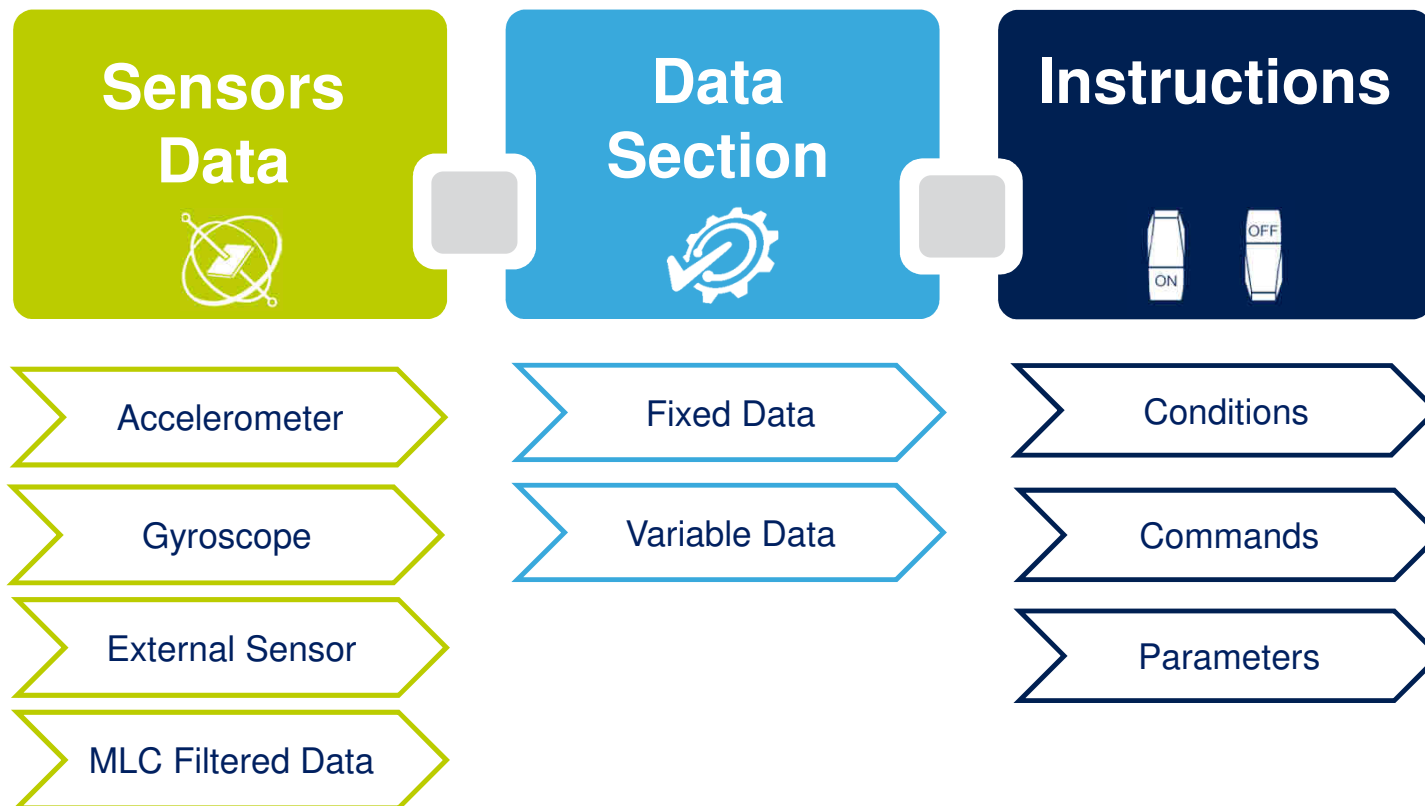 Sensors
Data
Data
Section
Instructions
ON
OFF
Accelerometer
Gyroscope
External Sensor
MLC Filtered Data
Fixed Data
Variable Data
Conditions
Commands
Parameters